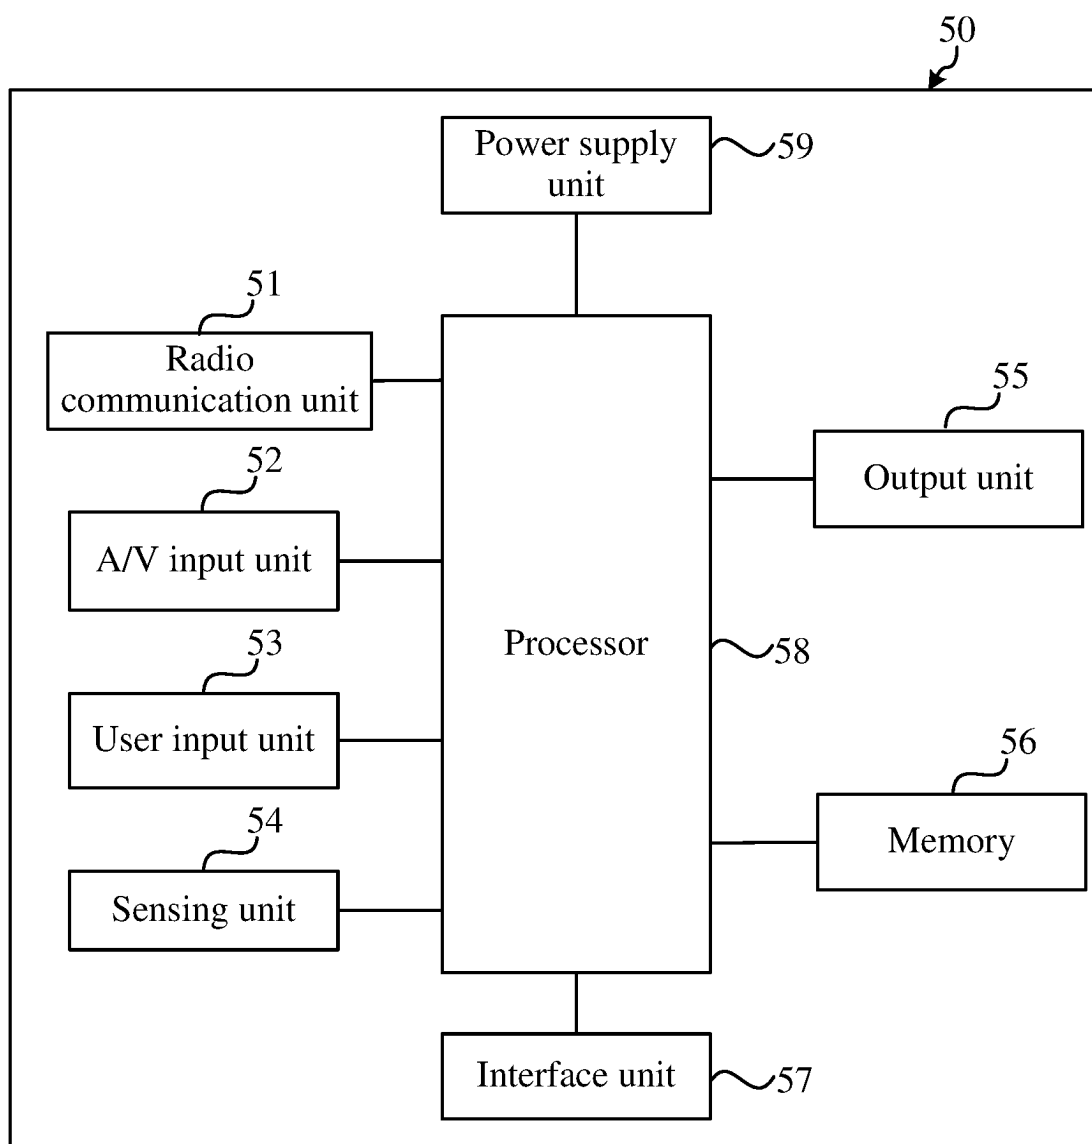 50
Power supply
unit
59
51
Radio
communication unit
55
Output unit
52
A/V input unit
Processor
58
53
User input unit
56
Memory
54
Sensing unit
Interface unit
57